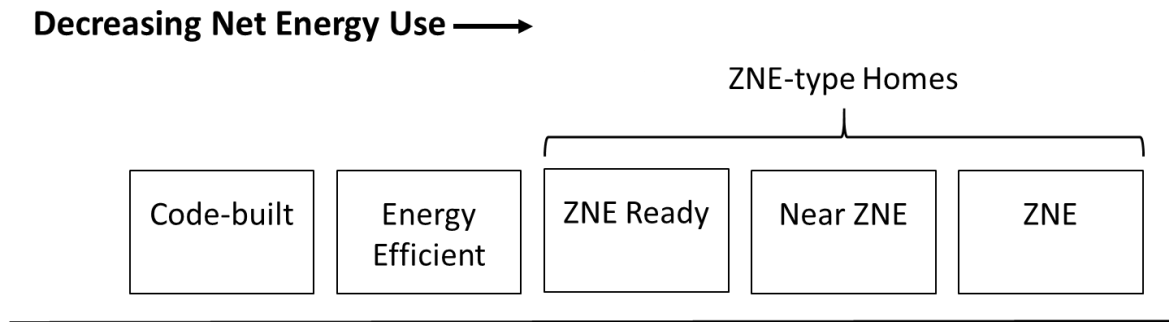 Decreasing Net Energy Use
ZNE-type Homes
Code-built
Energy
Efficient
ZNE Ready
Near ZNE
ZNE